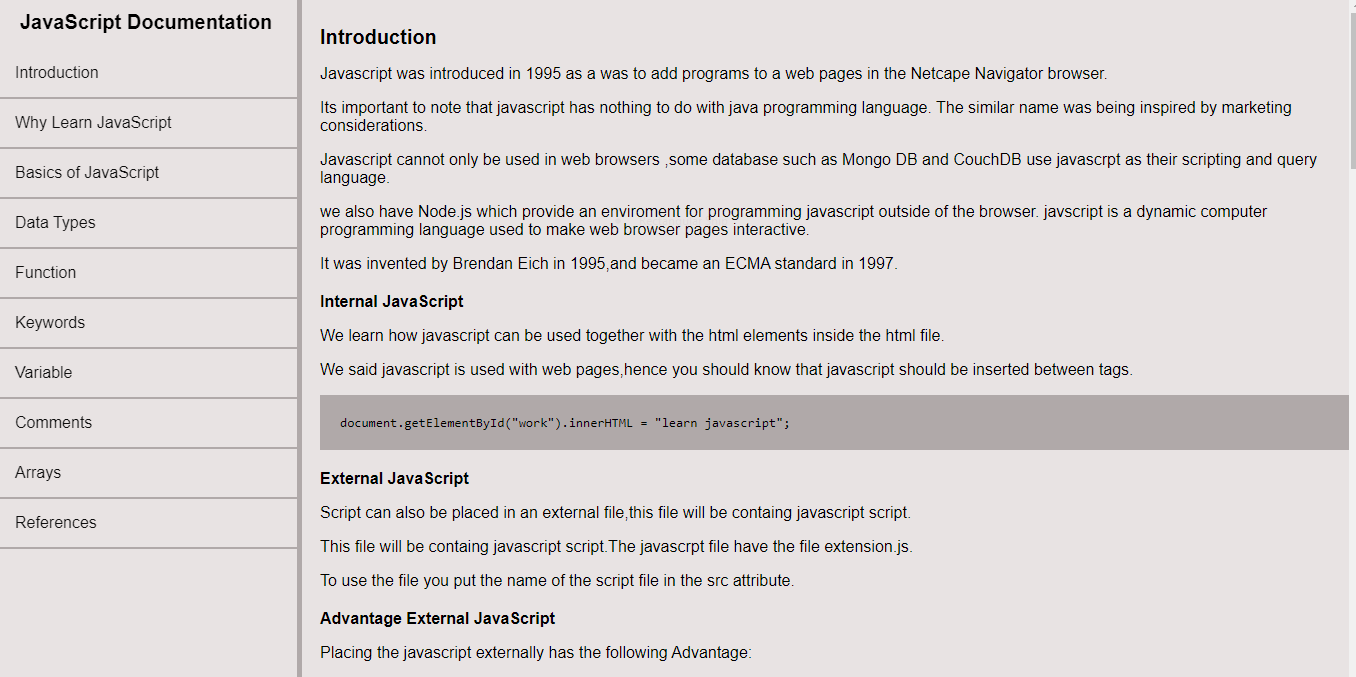 JavaScript Documentation
Introduction
Why Learn JavaScript
Basics of JavaScript
Data Types
Function
Keywords
Variable
Comments
Arrays
References
Introduction
Javascript was introduced in 1995 as a was to add programs to a web pages in the Netcape Navigator browser.
Its important to note that javascript has nothing to do with java programming language. The similar name was being inspired by marketing
considerations.
Javascript cannot only be used in web browsers ,some database such as Mongo DB and CouchDB use javascrpt as their scripting and query
language.
we also have Node.js which provide an enviroment for programming javascript outside of the browser. javscript is a dynamic computer
programming language used to make web browser pages interactive.
It was invented by Brendan Eich in 1995,and became an ECMA standard in 1997.
Internal JavaScript
We learn how javascript can be used together with the html elements inside the html file.
We said javascript is used with web pages,hence you should know that javascript should be inserted between tags.
document.getElementById("work").innerHTML = "learn javascript";
External JavaScript
Script can also be placed in an external file,this file will be containg javascript script.
This file will be containg javascript script.The javascrpt file have the file extension.js.
To use the file you put the name of the script file in the src attribute.
Advantage External JavaScript
Placing the javascript externally has the following Advantage: